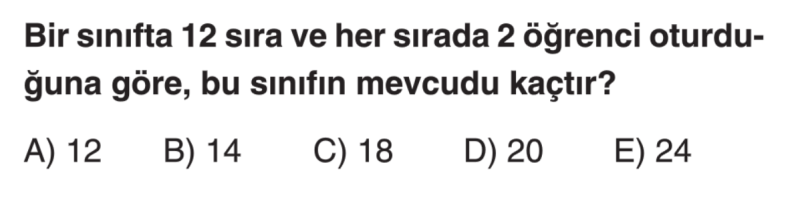 Bir sınıfta 12 sıra ve her sırada 2 öğrenci oturdu-
ğuna göre, bu sınıfın mevcudu kaçtır?
A) 12 B) 14 C) 18 D) 20 E) 24